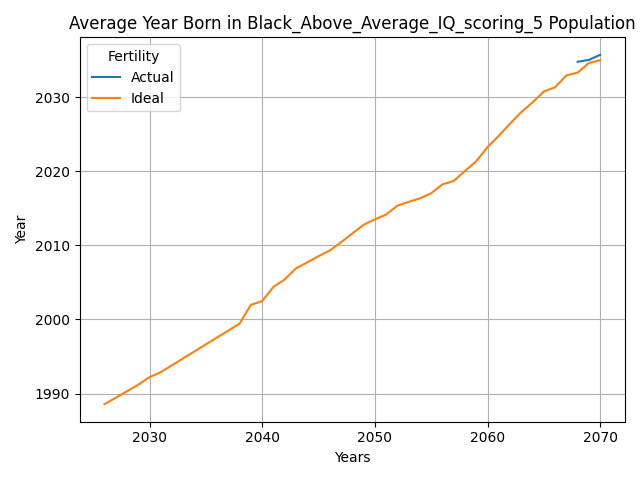 Average Year Born in Black_Above_Average_IQ_scoring_5 Population
Fertility
Actual
Ideal
Year
2030
2020
2010
2000
1990
2030 2040 2050 2060 2070
Years